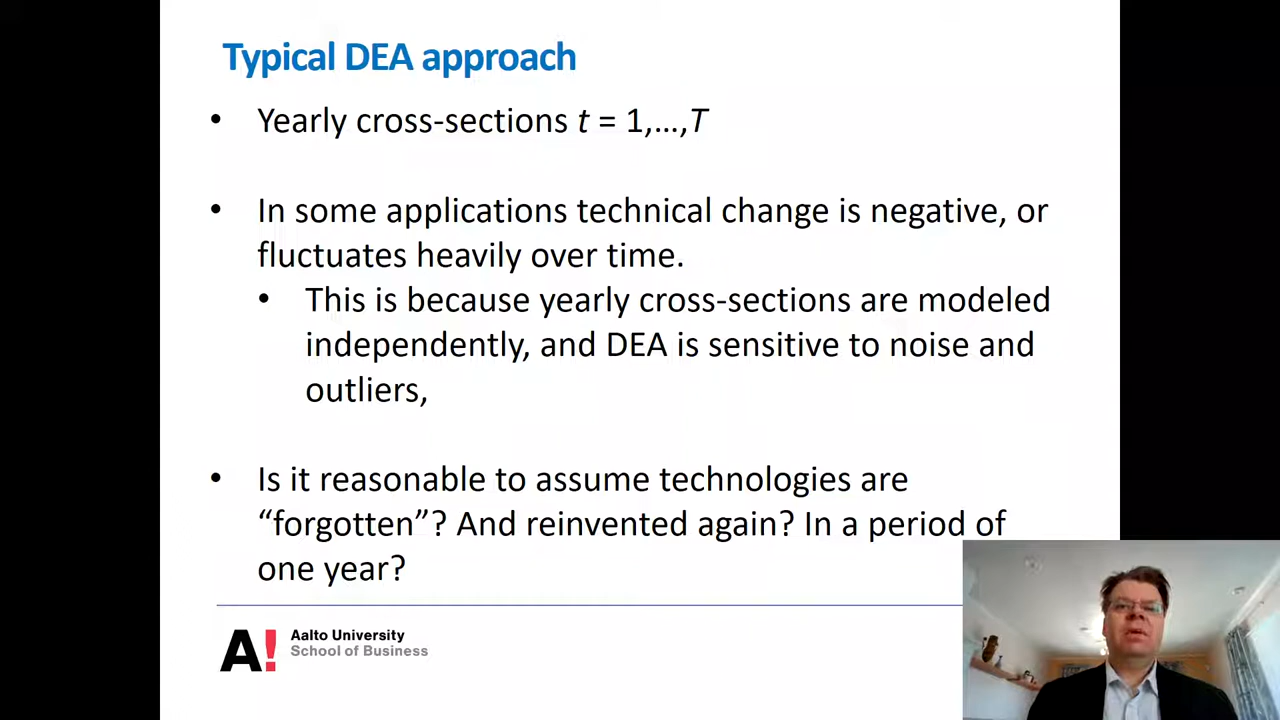 Typical DEA approach
• Yearly cross-sections t = 1,…,T
• In some applications technical change is negative, or
fluctuates heavily over time.
• This is because yearly cross-sections are modeled
independently, and DEA is sensitive to noise and
outliers,
• Is it reasonable to assume technologies are
“forgotten”? And reinvented again? In a period of
one year?
A!
Aalto University
School of Business